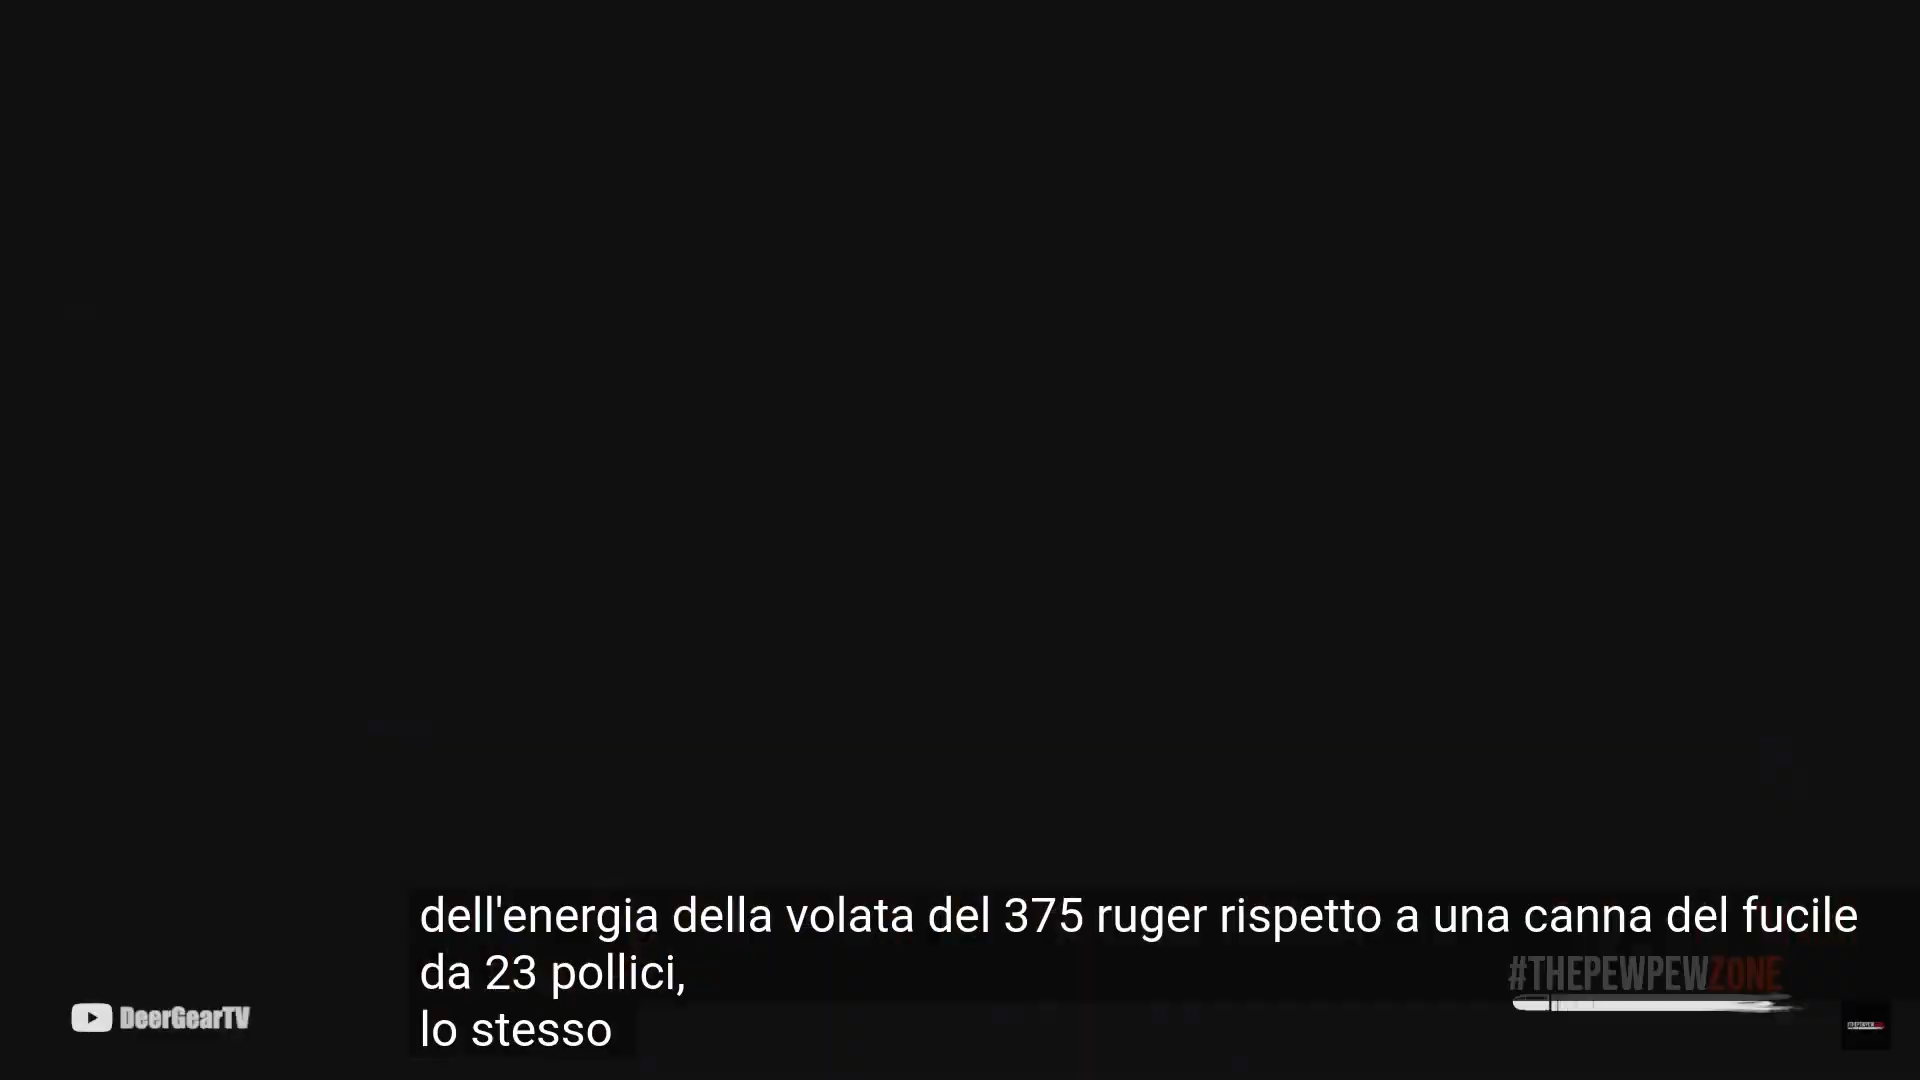 dell'energia della volata del 375 ruger rispetto a una canna del fucile
da 23 pollici,
#THEPEWPEWZONE
DeerGearTV
lo stesso